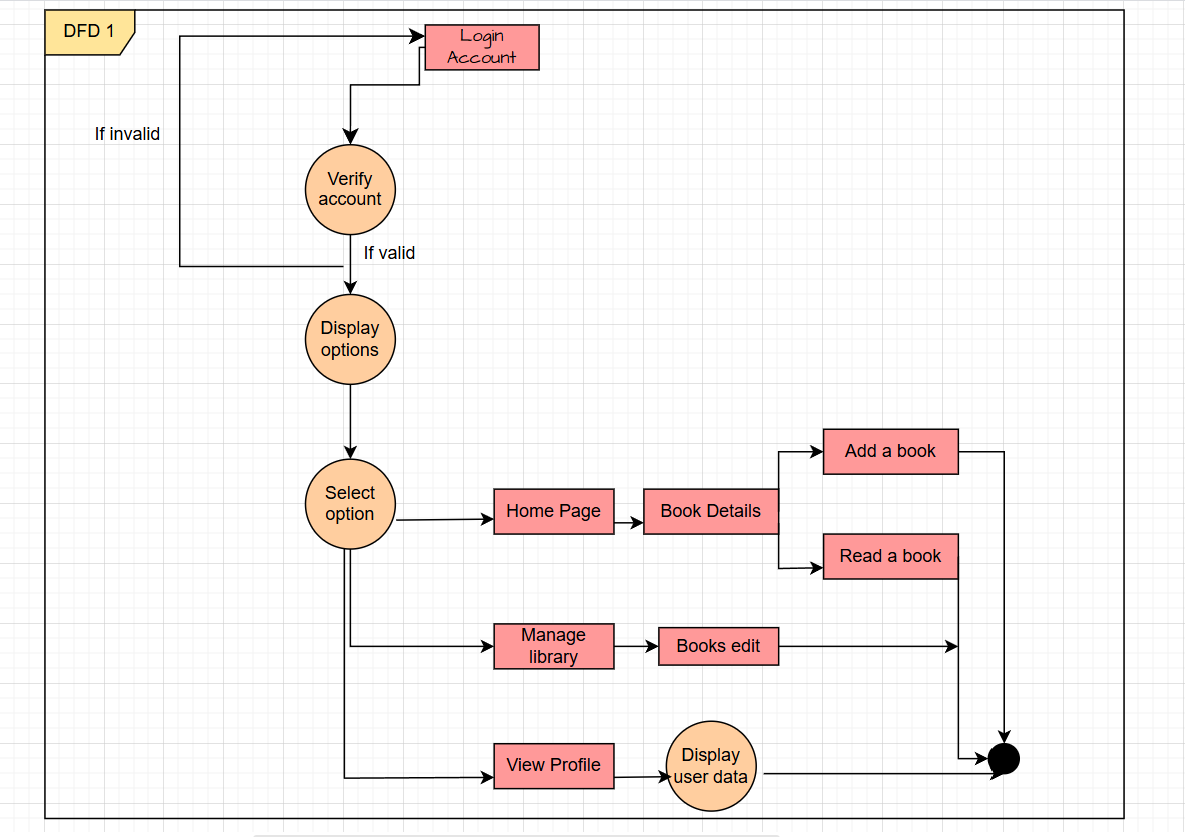 DFD 1
Login
Account
If invalid
Verify
account
If valid
Display
options
Select
option
Home Page
Book Details
Add a book
Read a book
Manage
library
Books edit
View Profile
Display
user data